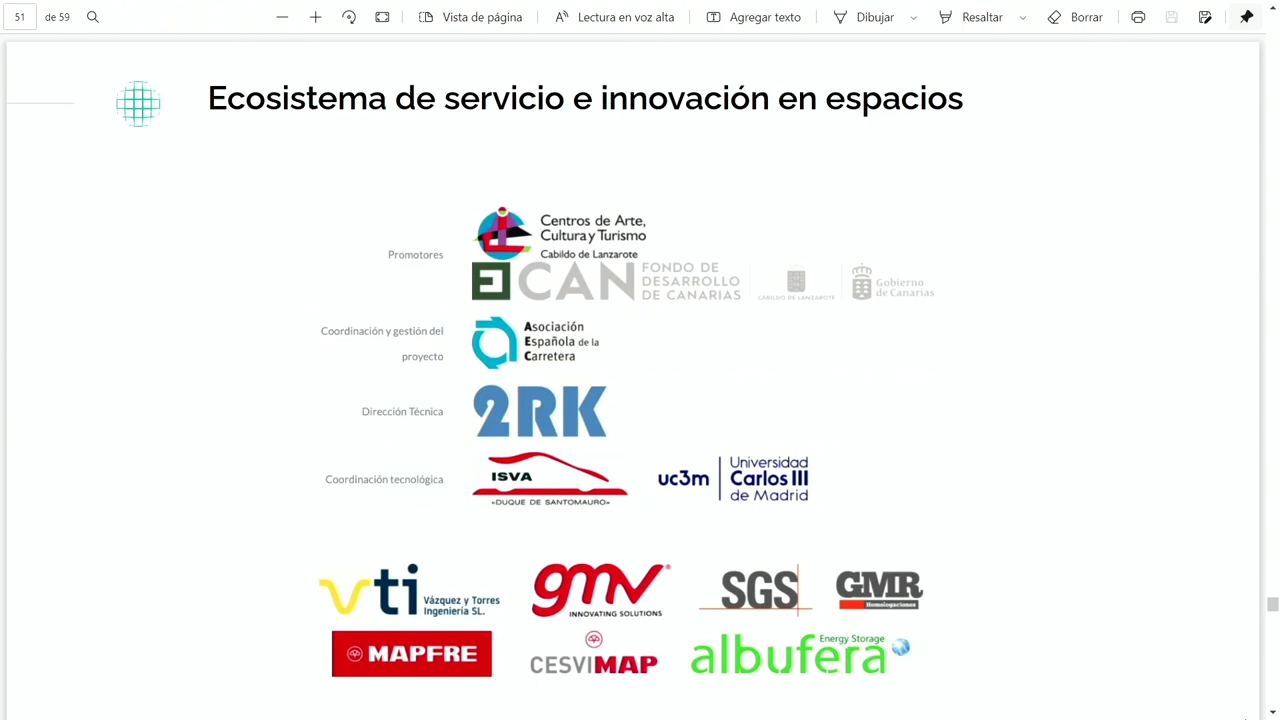 51 de 59 Vista de página Lectura en voz alta Agregar texto Dibujar Resaltar Borrar
Ecosistema de servicio e innovación en espacios
Promotores
Centros de Arte,
Cultura y Turismo
Cabildo de Lanzarote
CAN
FONDO DE
DESARROLLO
DE CANARIAS
CABILDO DE LANZAROTE
Gobierno
de Canarias
Coordinación y gestión del
proyecto
Asociación
Española de la
Carretera
Dirección Técnica
2RK
Coordinación tecnológica
ISVA
«DUQUE DE SANTOMAURO»
uc3m
Universidad
Carlos III
de Madrid
vti
Vázquez y Torres
Ingeniería SL.
gmv®
INNOVATING SOLUTIONS
SGS
GMR
Homologaciones
MAPFRE
CESVIMAP
albufera
Energy Storage